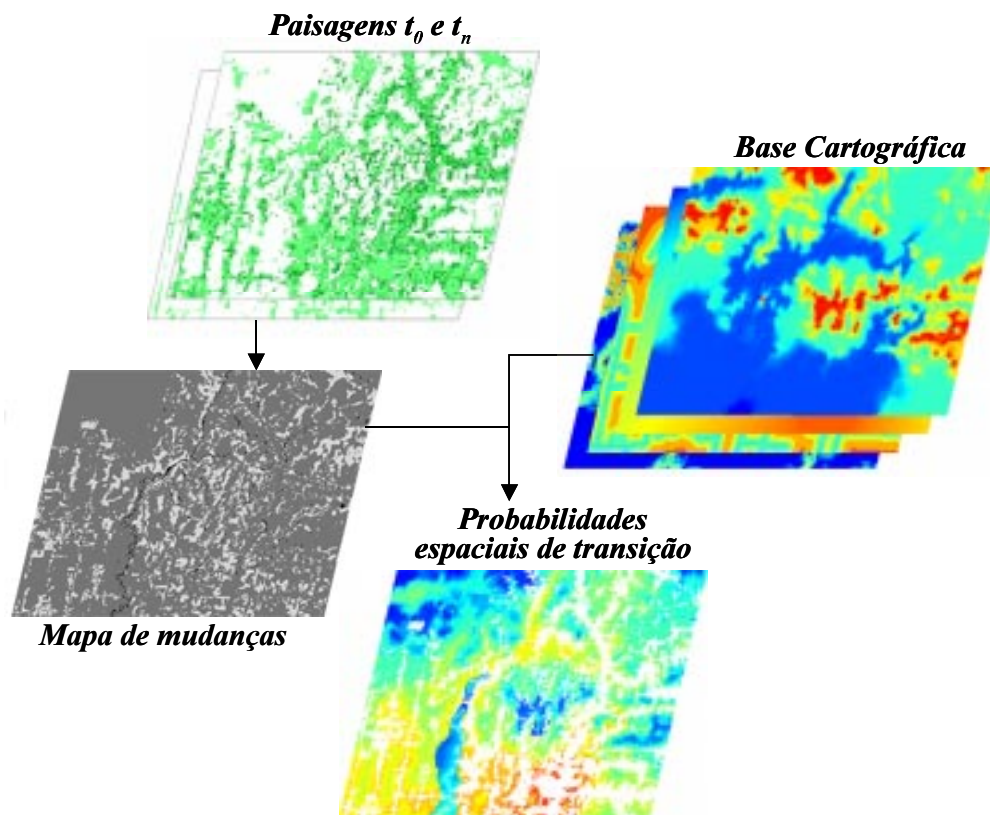 Paisagens t0 e tn
Base Cartográfica
Probabilidades
espaciais de transição
Mapa de mudanças